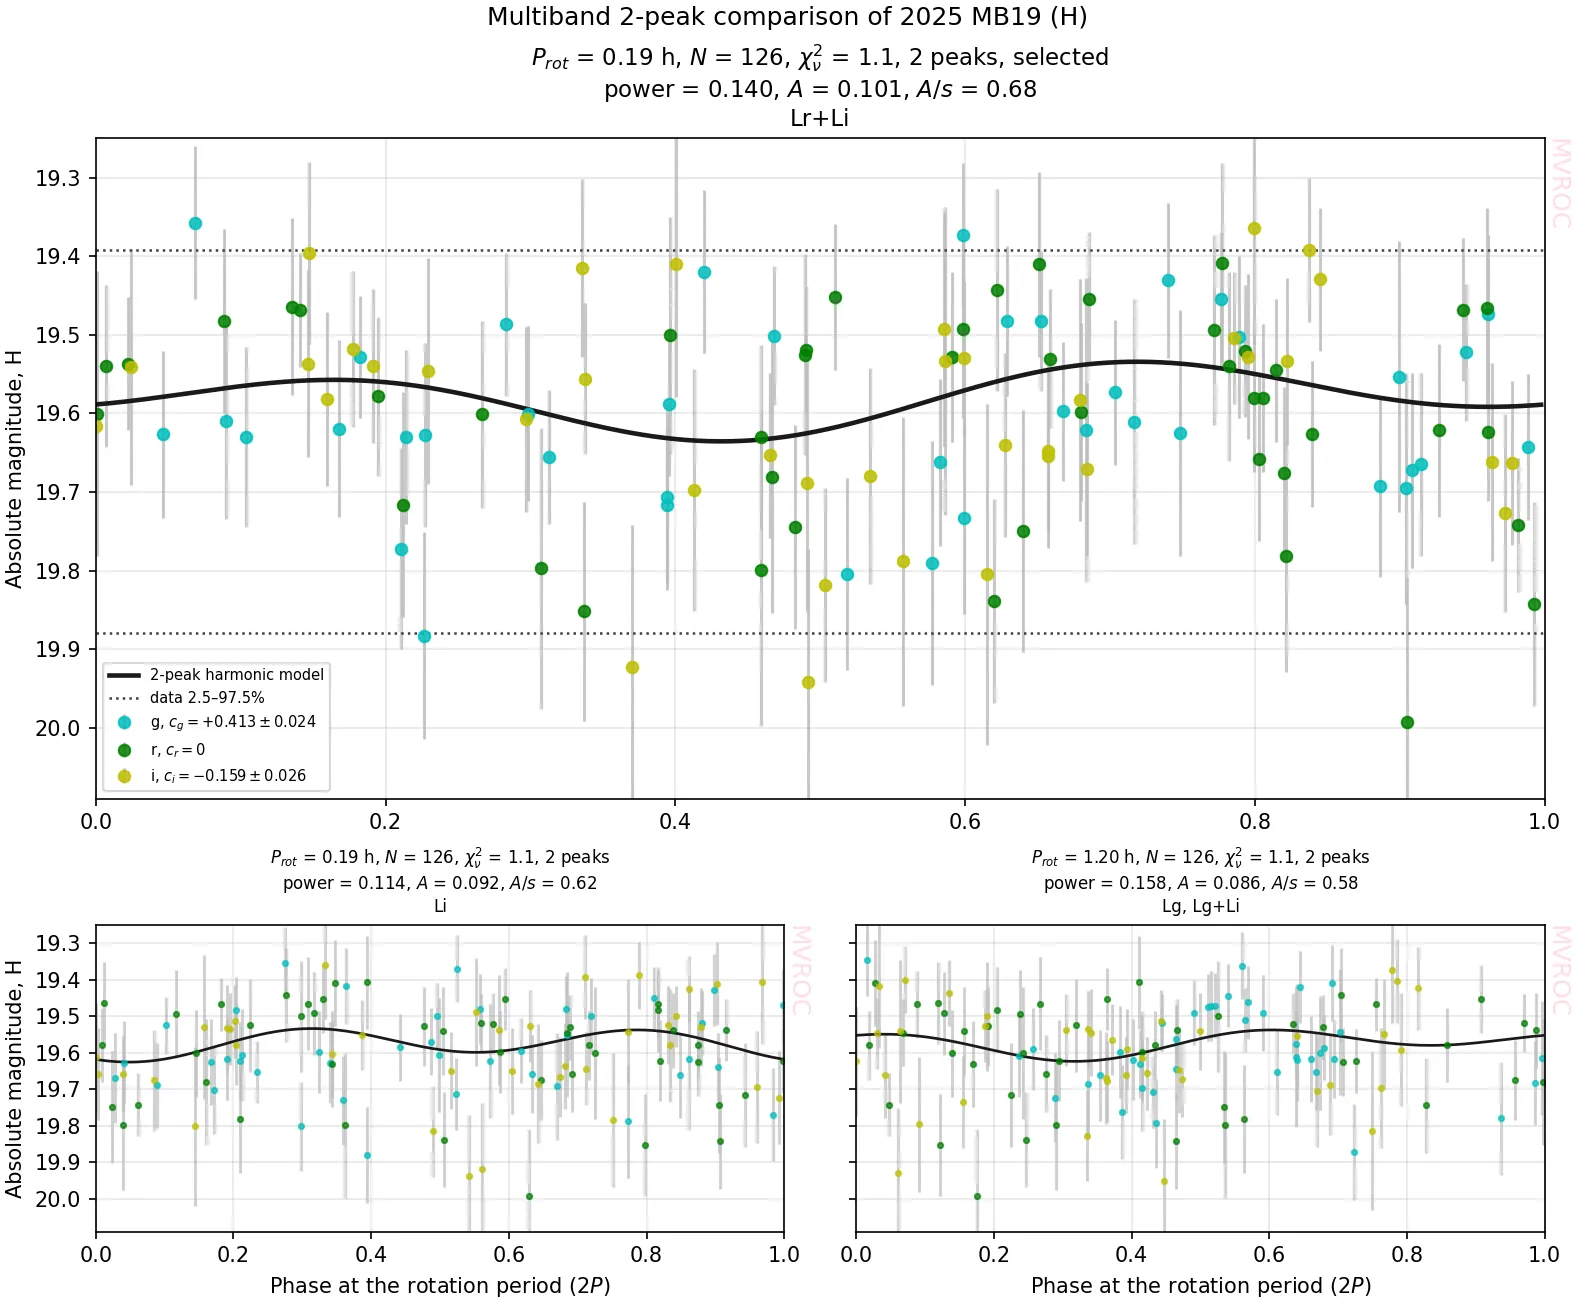 Multiband 2-peak comparison of 2025 MB19 (H)
P_rot = 0.19 h, N = 126, χ²_ν = 1.1, 2 peaks, selected
power = 0.140, A = 0.101, A/s = 0.68
Lr+Li
MVROC
19.3
19.4
19.5
19.6
19.7
19.8
19.9
20.0
Absolute magnitude, H
2-peak harmonic model
data 2.5–97.5%
g, c_g = +0.413 ± 0.024
r, c_r = 0
i, c_i = −0.159 ± 0.026
0.0 0.2 0.4 0.6 0.8 1.0
P_rot = 0.19 h, N = 126, χ²_ν = 1.1, 2 peaks
power = 0.114, A = 0.092, A/s = 0.62
Li
MVROC
19.3
19.4
19.5
19.6
19.7
19.8
19.9
20.0
Absolute magnitude, H
0.0 0.2 0.4 0.6 0.8 1.0
Phase at the rotation period (2P)
P_rot = 1.20 h, N = 126, χ²_ν = 1.1, 2 peaks
power = 0.158, A = 0.086, A/s = 0.58
Lg, Lg+Li
MVROC
0.0 0.2 0.4 0.6 0.8 1.0
Phase at the rotation period (2P)